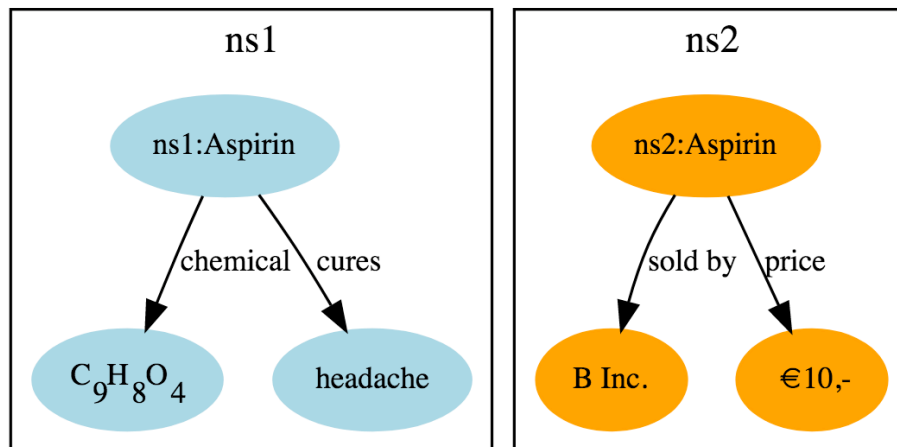 ns1
ns1:Aspirin
chemical
cures
C₉H₈O₄
headache
ns2
ns2:Aspirin
sold by
price
B Inc.
€10,-